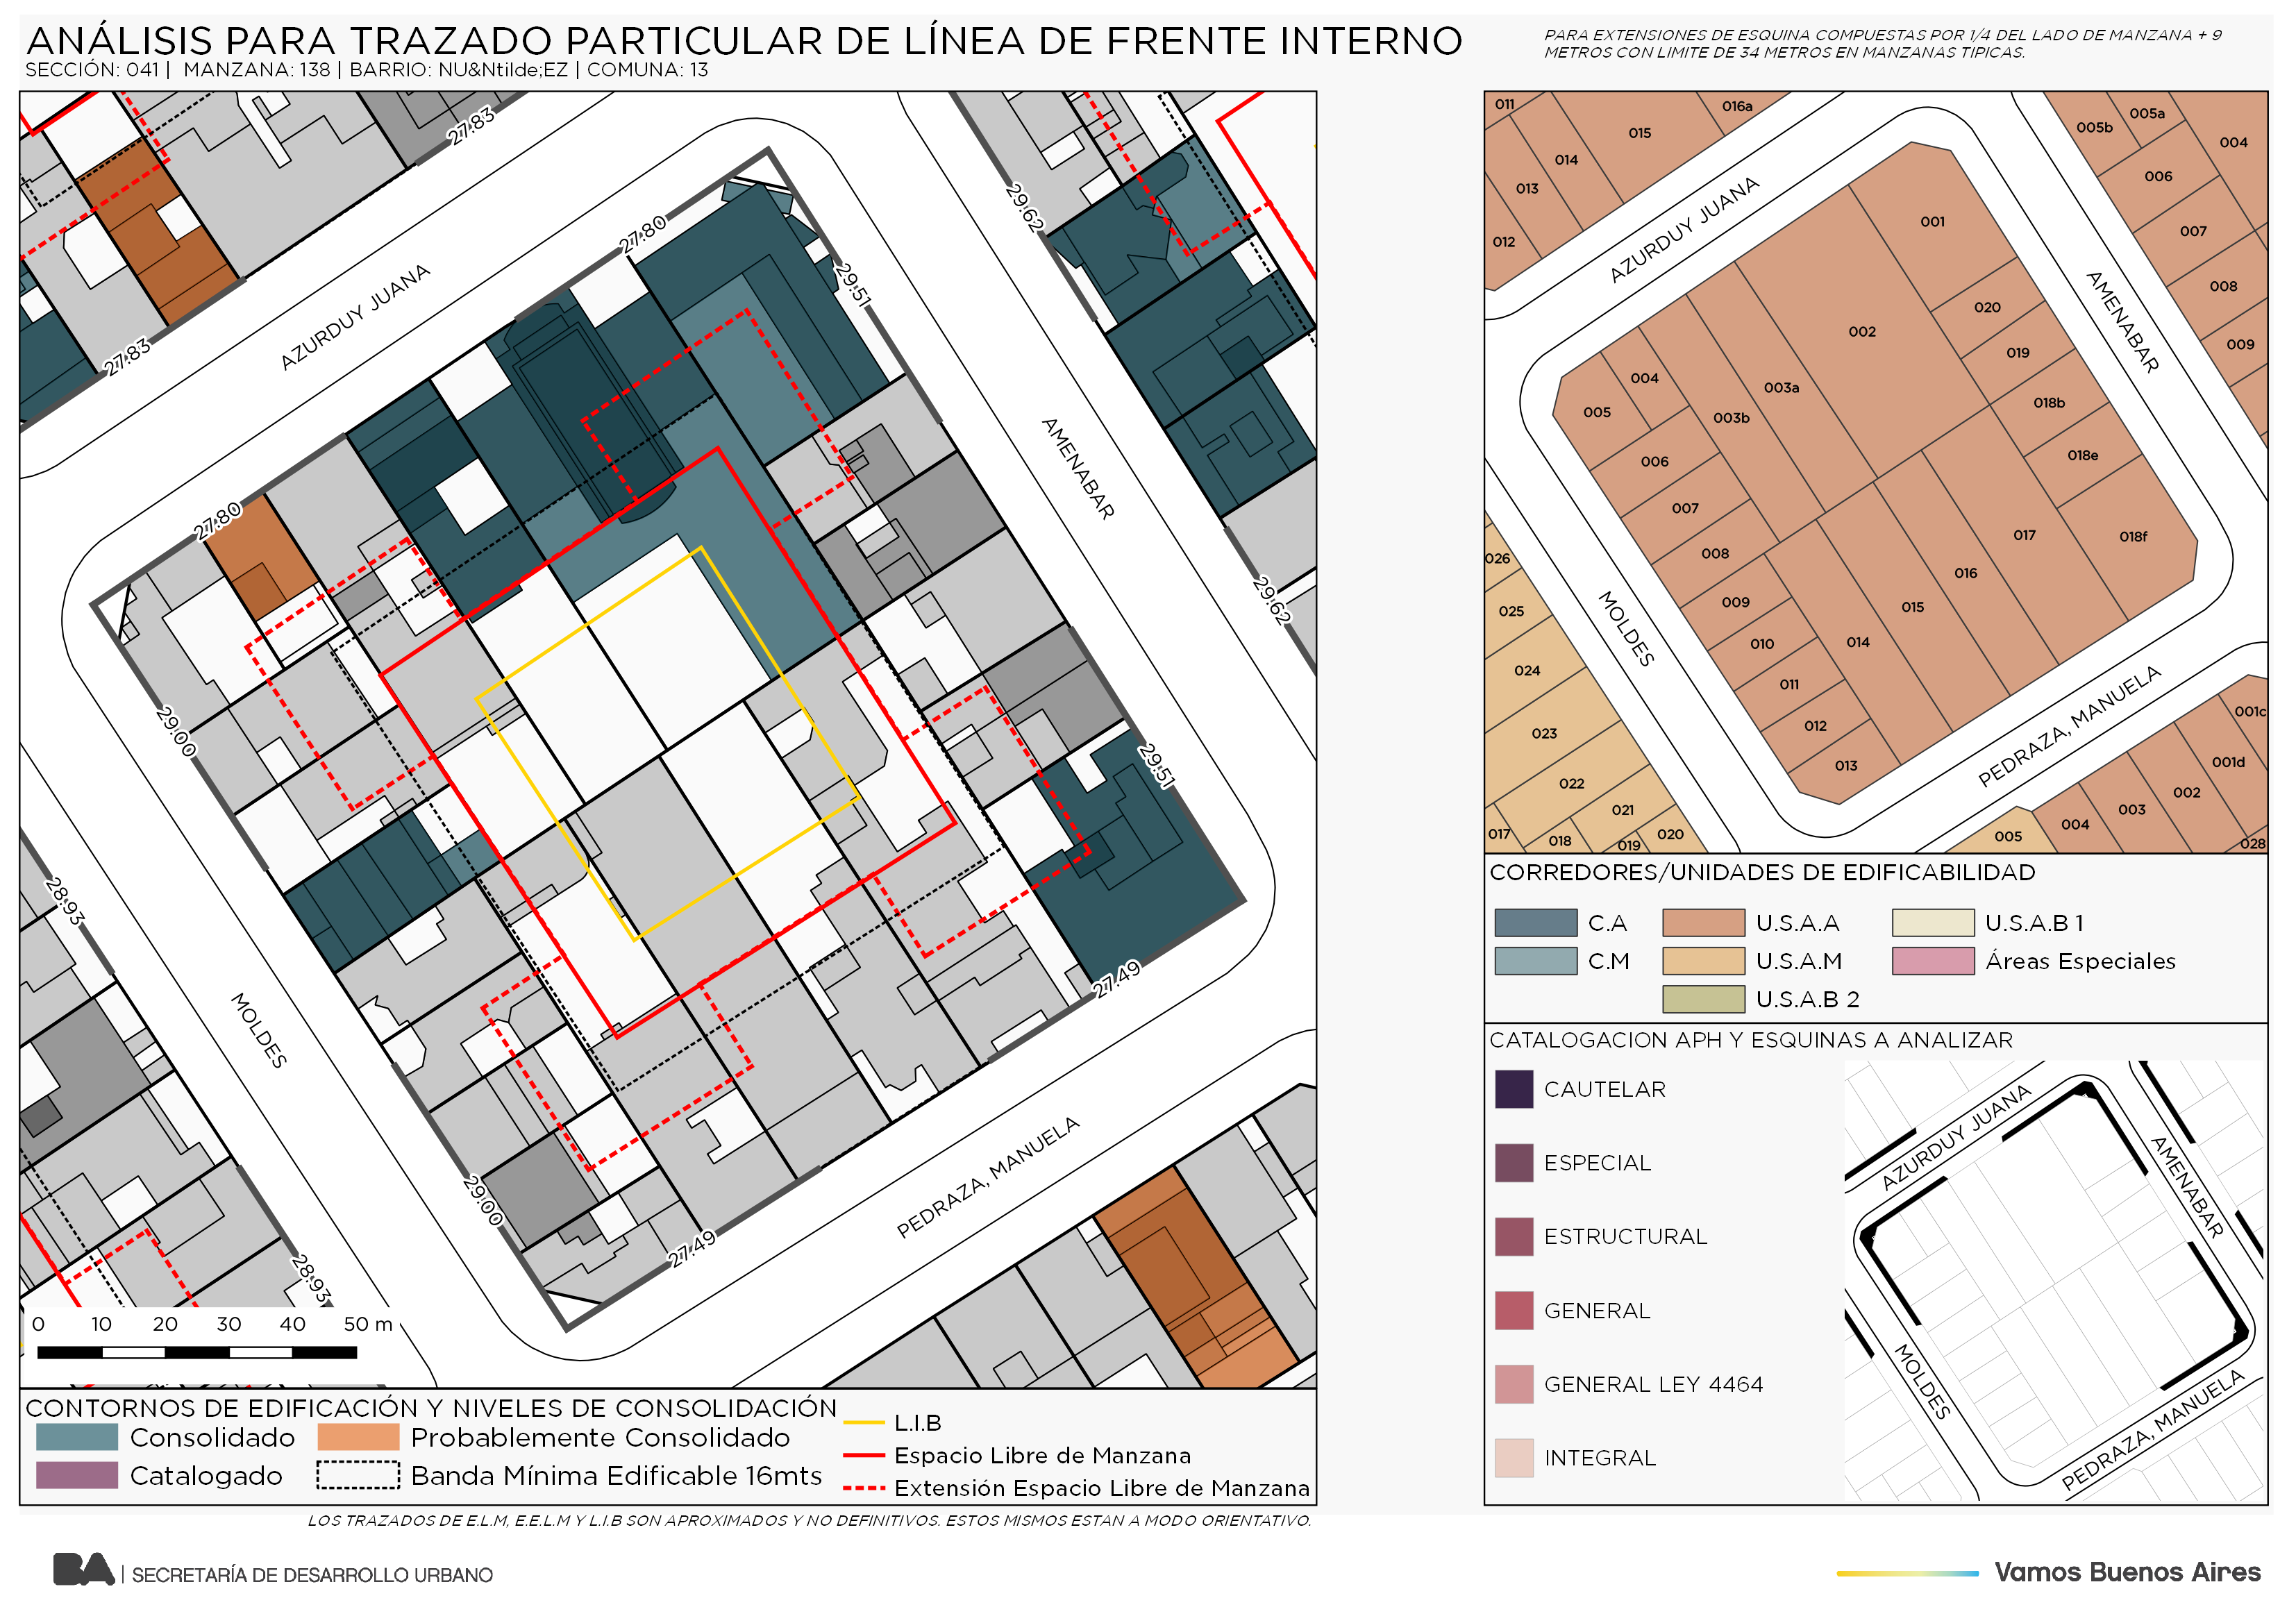 ANÁLISIS PARA TRAZADO PARTICULAR DE LÍNEA DE FRENTE INTERNO
SECCIÓN: 041 | MANZANA: 138 | BARRIO: NU&Ntilde;EZ | COMUNA: 13
PARA EXTENSIONES DE ESQUINA COMPUESTAS POR 1/4 DEL LADO DE MANZANA + 9
METROS CON LIMITE DE 34 METROS EN MANZANAS TIPICAS.
27.83
27.83
27.80
27.80
29.62
29.62
29.51
29.51
29.00
29.00
28.93
28.93
27.49
27.49
AZURDUY JUANA
AMENABAR
MOLDES
PEDRAZA, MANUELA
0 10 20 30 40 50 m
CONTORNOS DE EDIFICACIÓN Y NIVELES DE CONSOLIDACIÓN
Consolidado
Probablemente Consolidado
Catalogado
Banda Mínima Edificable 16mts
L.I.B
Espacio Libre de Manzana
Extensión Espacio Libre de Manzana
LOS TRAZADOS DE E.L.M, E.E.L.M Y L.I.B SON APROXIMADOS Y NO DEFINITIVOS. ESTOS MISMOS ESTAN A MODO ORIENTATIVO.
011
016a
015
014
013
012
005b
005a
004
006
007
008
009
AZURDUY JUANA
AMENABAR
MOLDES
PEDRAZA, MANUELA
001
020
002
019
004
003a
018b
005
003b
018e
006
007
017
018f
008
016
009
015
010
014
011
012
013
026
025
024
023
022
021
017
018
019
020
001c
001d
002
003
004
005
028
CORREDORES/UNIDADES DE EDIFICABILIDAD
C.A
U.S.A.A
U.S.A.B 1
C.M
U.S.A.M
Áreas Especiales
U.S.A.B 2
CATALOGACION APH Y ESQUINAS A ANALIZAR
CAUTELAR
ESPECIAL
ESTRUCTURAL
GENERAL
GENERAL LEY 4464
INTEGRAL
AZURDUY JUANA
AMENABAR
MOLDES
PEDRAZA, MANUELA
BA | SECRETARÍA DE DESARROLLO URBANO
Vamos Buenos Aires